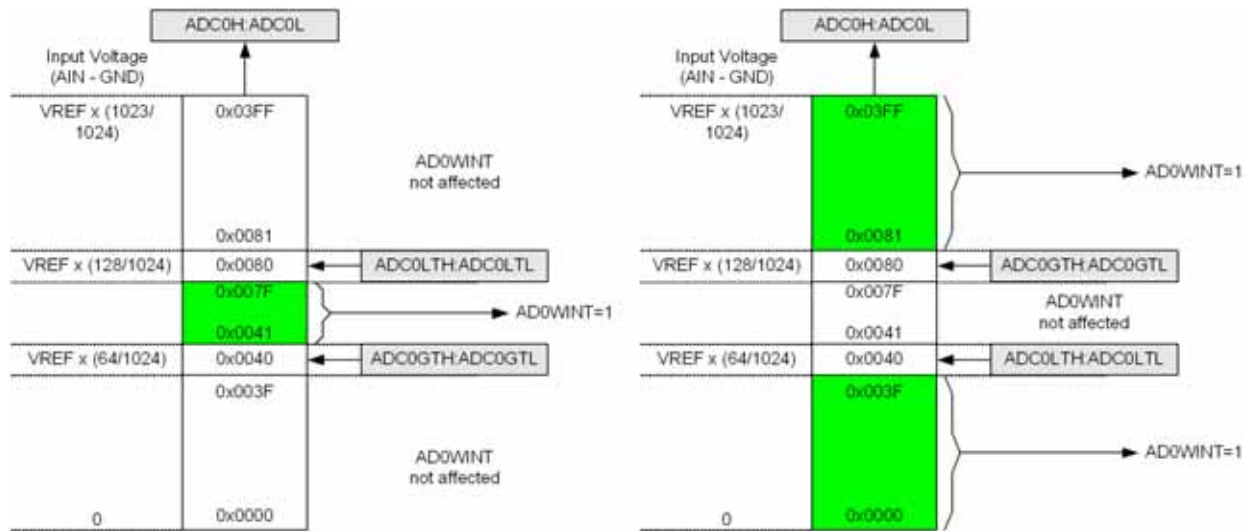 ADC0H:ADC0L
Input Voltage
(AIN - GND)
VREF x (1023/
1024)
0x03FF
AD0WINT
not affected
0x0081
VREF x (128/1024)
0x0080
ADC0LTH:ADC0LTL
0x007F
AD0WINT=1
0x0041
VREF x (64/1024)
0x0040
ADC0GTH:ADC0GTL
0x003F
AD0WINT
not affected
0
0x0000
ADC0H:ADC0L
Input Voltage
(AIN - GND)
VREF x (1023/
1024)
0x03FF
AD0WINT=1
0x0081
VREF x (128/1024)
0x0080
ADC0GTH:ADC0GTL
0x007F
AD0WINT
not affected
0x0041
VREF x (64/1024)
0x0040
ADC0LTH:ADC0LTL
0x003F
AD0WINT=1
0
0x0000